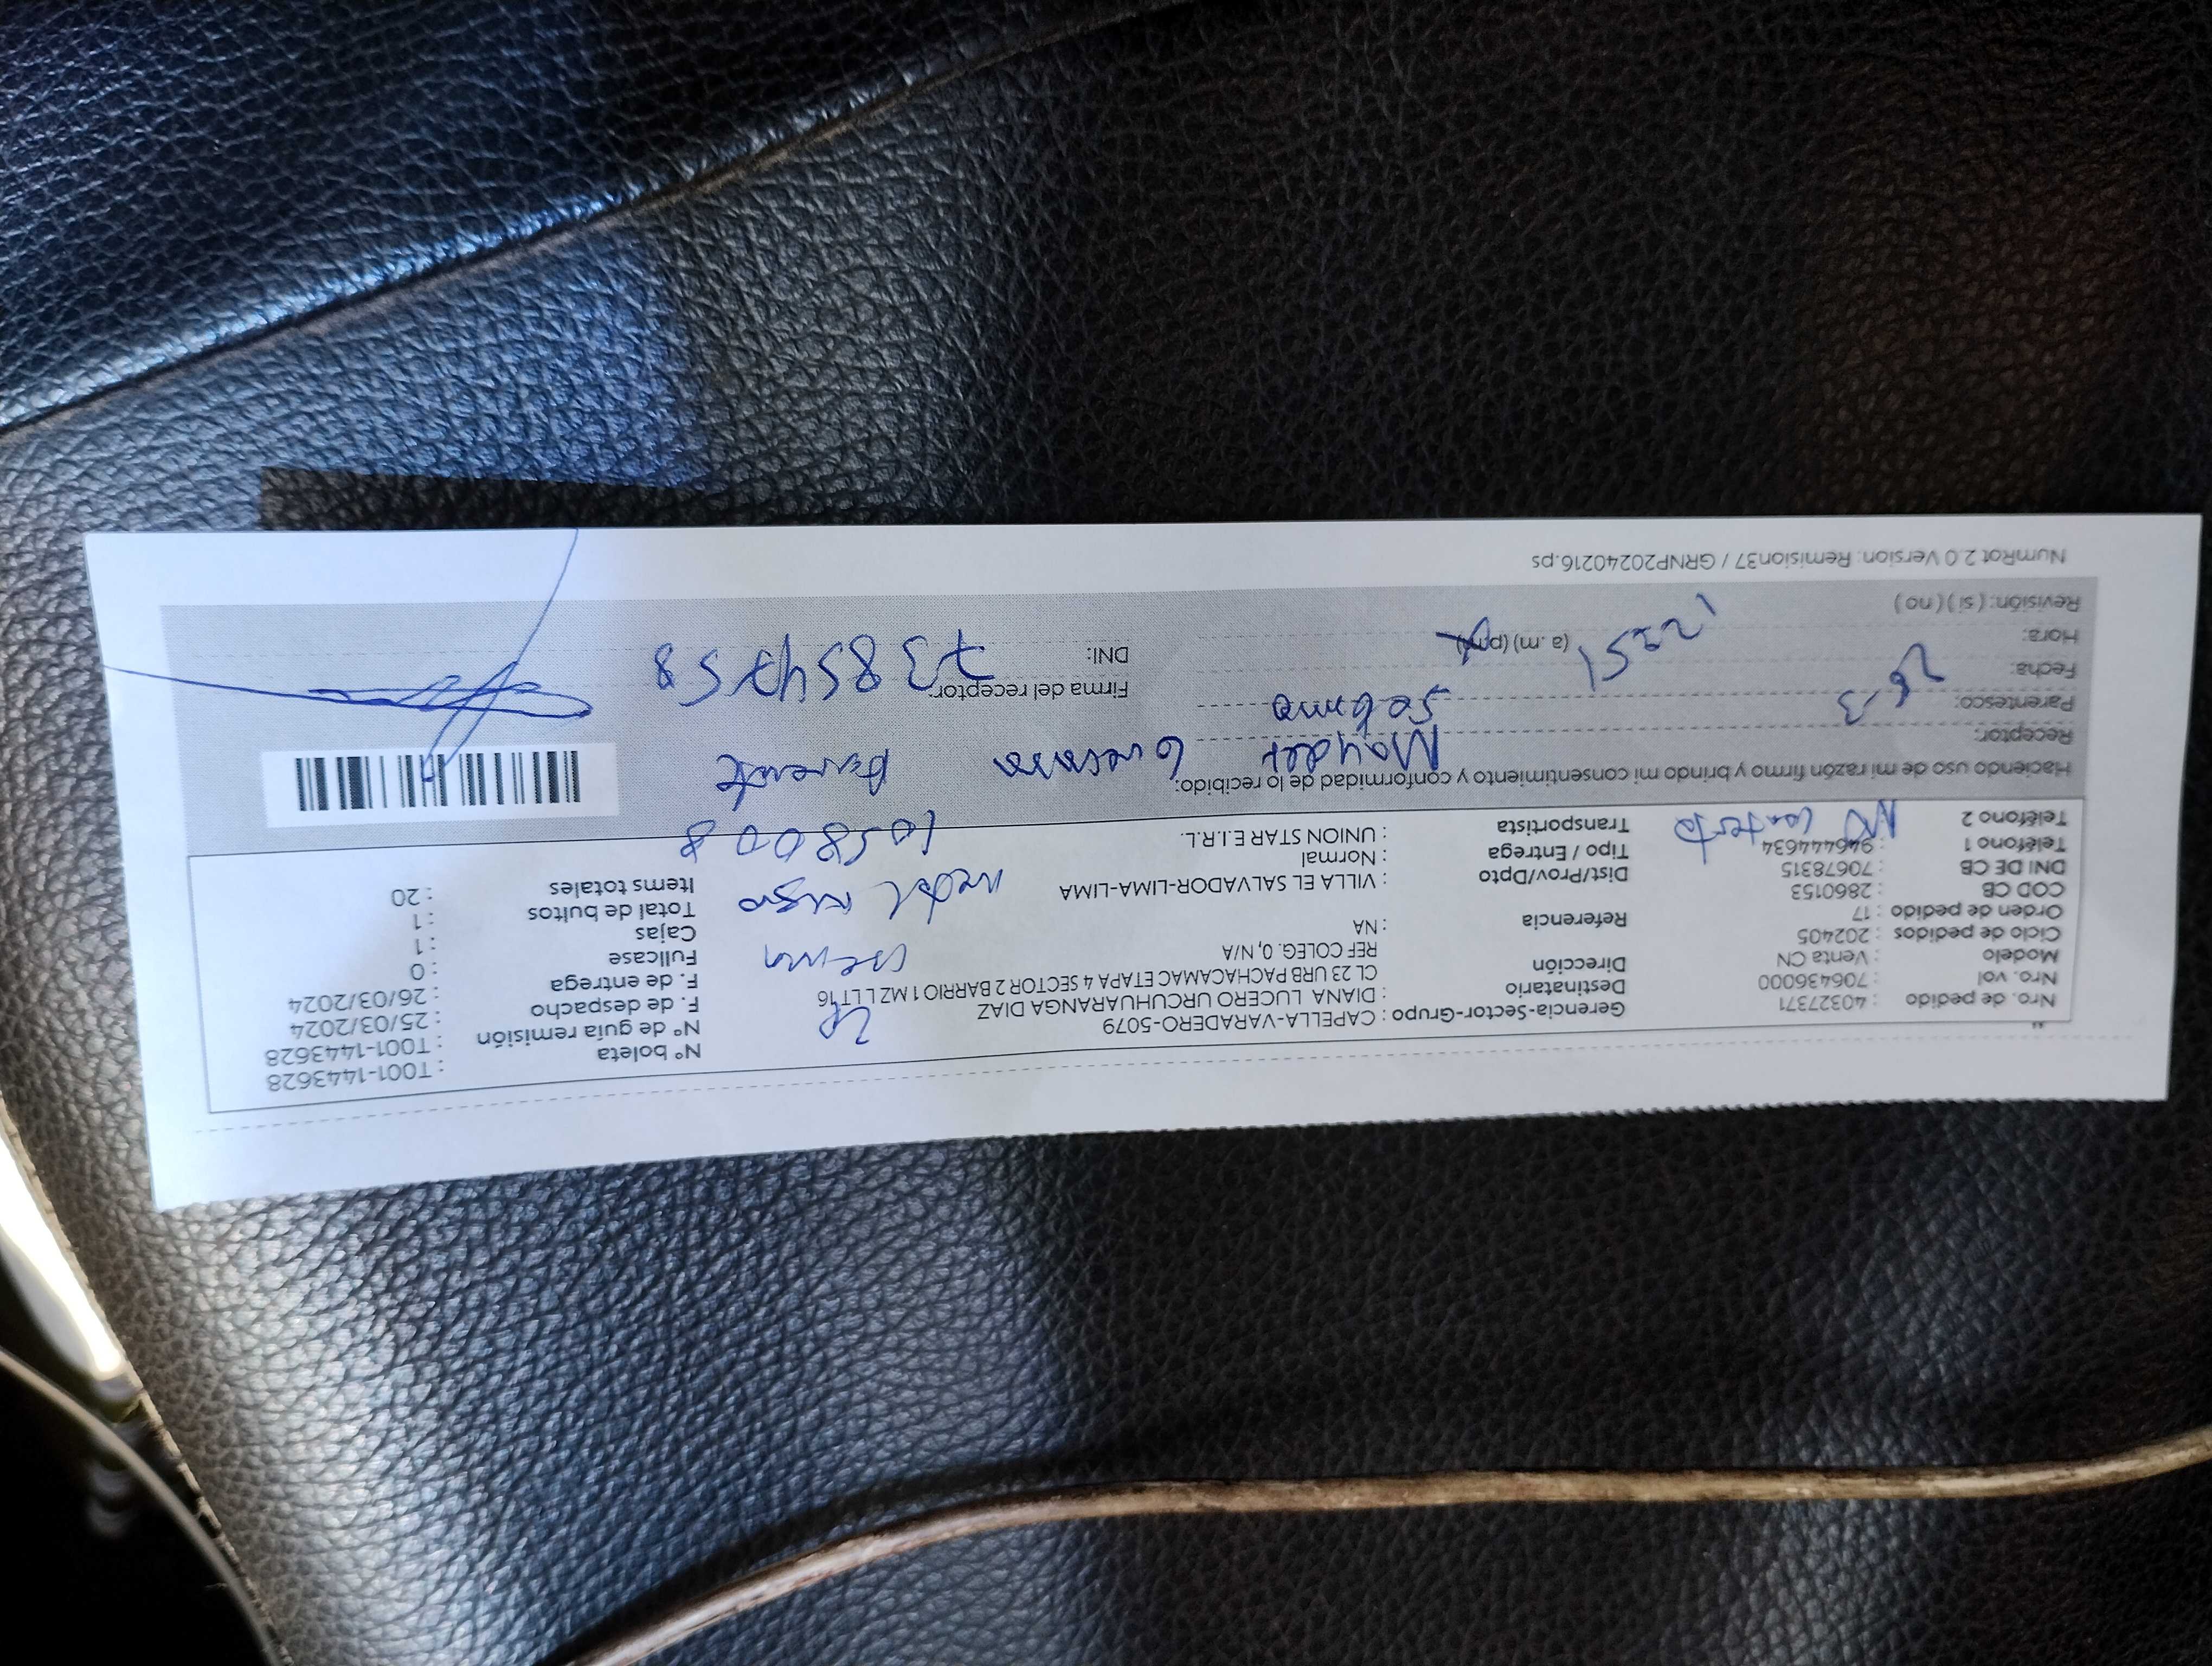 Nro. de pedido : 40327371
Nro. vol : 706436000
Modelo : Venta CN
Ciclo de pedidos : 202405
Orden de pedido : 17
COD CB : 2860153
DNI DE CB : 70678315
Teléfono 1 : 946444634
Teléfono 2
No contesta
Gerencia-Sector-Grupo : CAPELLA-VARADERO-5079
Destinatario : DIANA LUCERO URCUHUARANGA DIAZ
Dirección CL 23 URB PACHACAMAC ETAPA 4 SECTOR 2 BARRIO 1 MZ L LT 16
REF COLEG. 0, N/A
Referencia : NA
Dist/Prov/Dpto : VILLA EL SALVADOR-LIMA-LIMA
Tipo / Entrega : Normal
Transportista : UNION STAR E.I.R.L.
2P
1058008
N° boleta : T001-1443628
N° de guía remisión : T001-1443628
F. de despacho : 25/03/2024
F. de entrega : 26/03/2024
Fullcase : 0
Cajas : 1
Total de bultos : 1
Items totales : 20
Haciendo uso de mi razón firmo y brindo mi consentimiento y conformidad de lo recibido:
Receptor:
Parentesco: Sobrino
Fecha: 26-3
Hora: (a.m) (p.m)
Revisión: ( si ) ( no )
Firma del receptor:
DNI: 73854758
NumRot 2.0 Version: Remision37 / GRNP20240216.ps